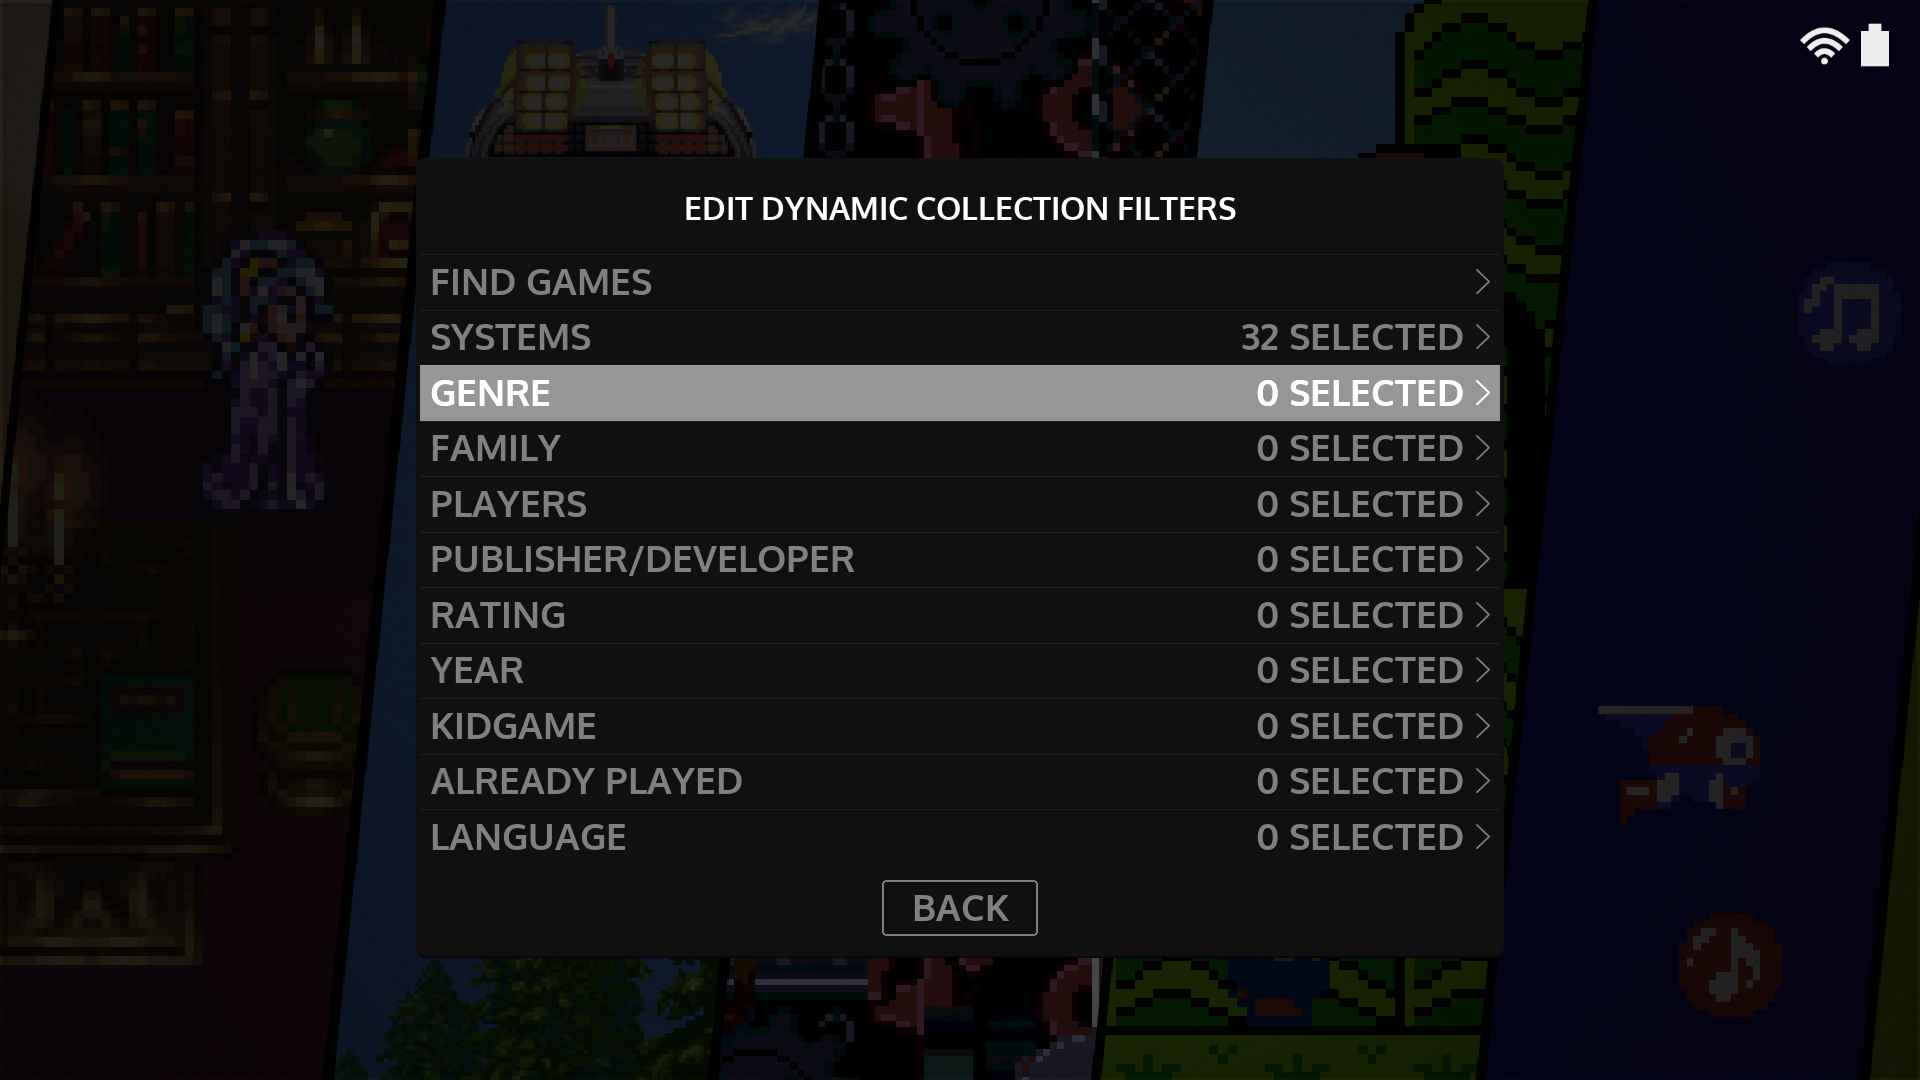 EDIT DYNAMIC COLLECTION FILTERS
FIND GAMES
SYSTEMS 32 SELECTED
GENRE 0 SELECTED
FAMILY 0 SELECTED
PLAYERS 0 SELECTED
PUBLISHER/DEVELOPER 0 SELECTED
RATING 0 SELECTED
YEAR 0 SELECTED
KIDGAME 0 SELECTED
ALREADY PLAYED 0 SELECTED
LANGUAGE 0 SELECTED
BACK